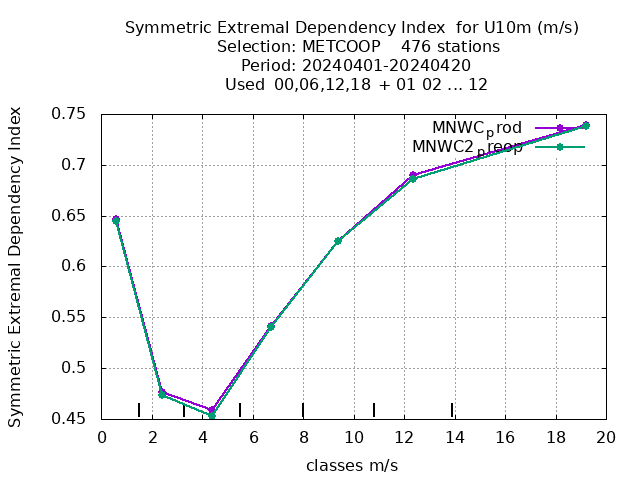 Symmetric Extremal Dependency Index  for U10m (m/s)
Selection: METCOOP    476 stations
Period: 20240401-20240420
Used  00,06,12,18 + 01 02 ... 12
Symmetric Extremal Dependency Index
0.75
0.7
0.65
0.6
0.55
0.5
0.45
MNWC_prod
MNWC2_preop
0 2 4 6 8 10 12 14 16 18 20
classes m/s